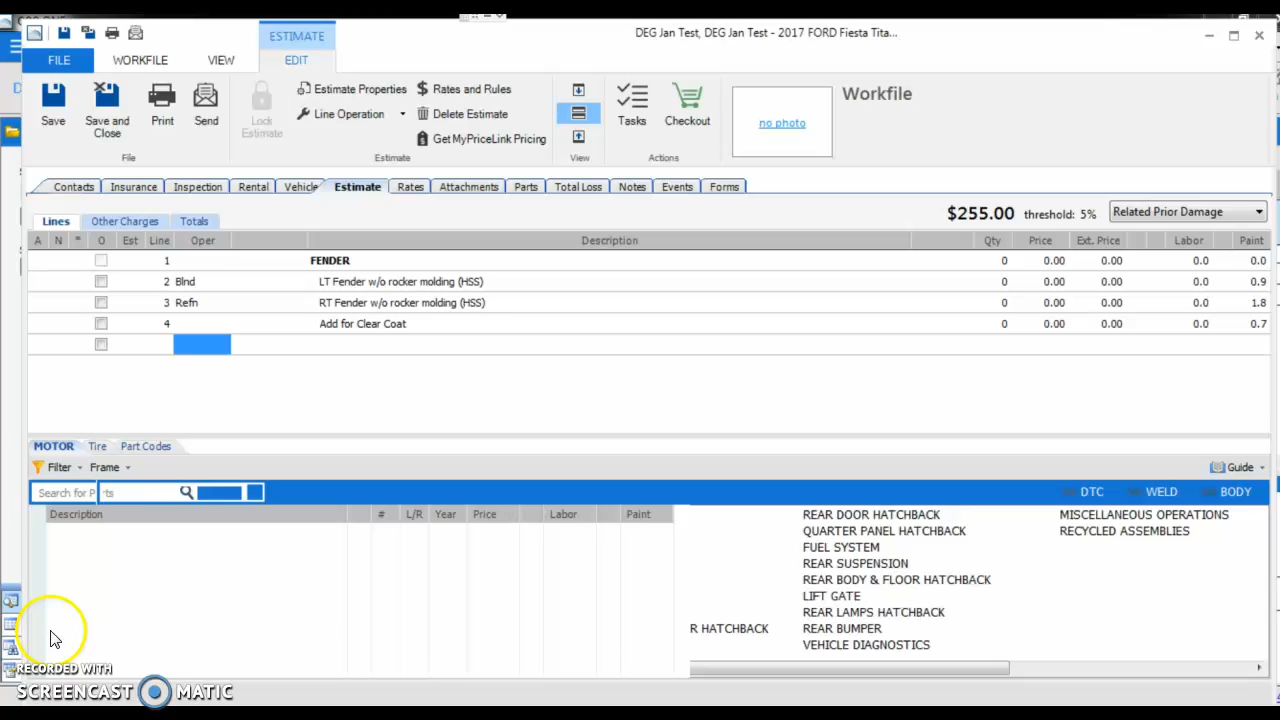 ESTIMATE
DEG Jan Test, DEG Jan Test - 2017 FORD Fiesta Tita...
FILE WORKFILE VIEW EDIT
Save
Save and Close
Print
Send
Lock Estimate
Estimate Properties
Line Operation
Rates and Rules
Delete Estimate
Get MyPriceLink Pricing
Tasks
Checkout
no photo
Workfile
File Estimate View Actions
Contacts Insurance Inspection Rental Vehicle Estimate Rates Attachments Parts Total Loss Notes Events Forms
Lines Other Charges Totals
$255.00 threshold: 5% Related Prior Damage
A N * O Est Line Oper Description Qty Price Ext. Price Labor Paint
1 FENDER 0 0.00 0.00 0.0 0.0
2 Blnd LT Fender w/o rocker molding (HSS) 0 0.00 0.00 0.0 0.9
3 Refn RT Fender w/o rocker molding (HSS) 0 0.00 0.00 0.0 1.8
4 Add for Clear Coat 0 0.00 0.00 0.0 0.7
MOTOR Tire Part Codes
Filter Frame Guide
Search for Parts DTC WELD BODY
Description # L/R Year Price Labor Paint
REAR DOOR HATCHBACK MISCELLANEOUS OPERATIONS
QUARTER PANEL HATCHBACK RECYCLED ASSEMBLIES
FUEL SYSTEM
REAR SUSPENSION
REAR BODY & FLOOR HATCHBACK
LIFT GATE
REAR LAMPS HATCHBACK
R HATCHBACK REAR BUMPER
VEHICLE DIAGNOSTICS
RECORDED WITH
SCREENCAST MATIC